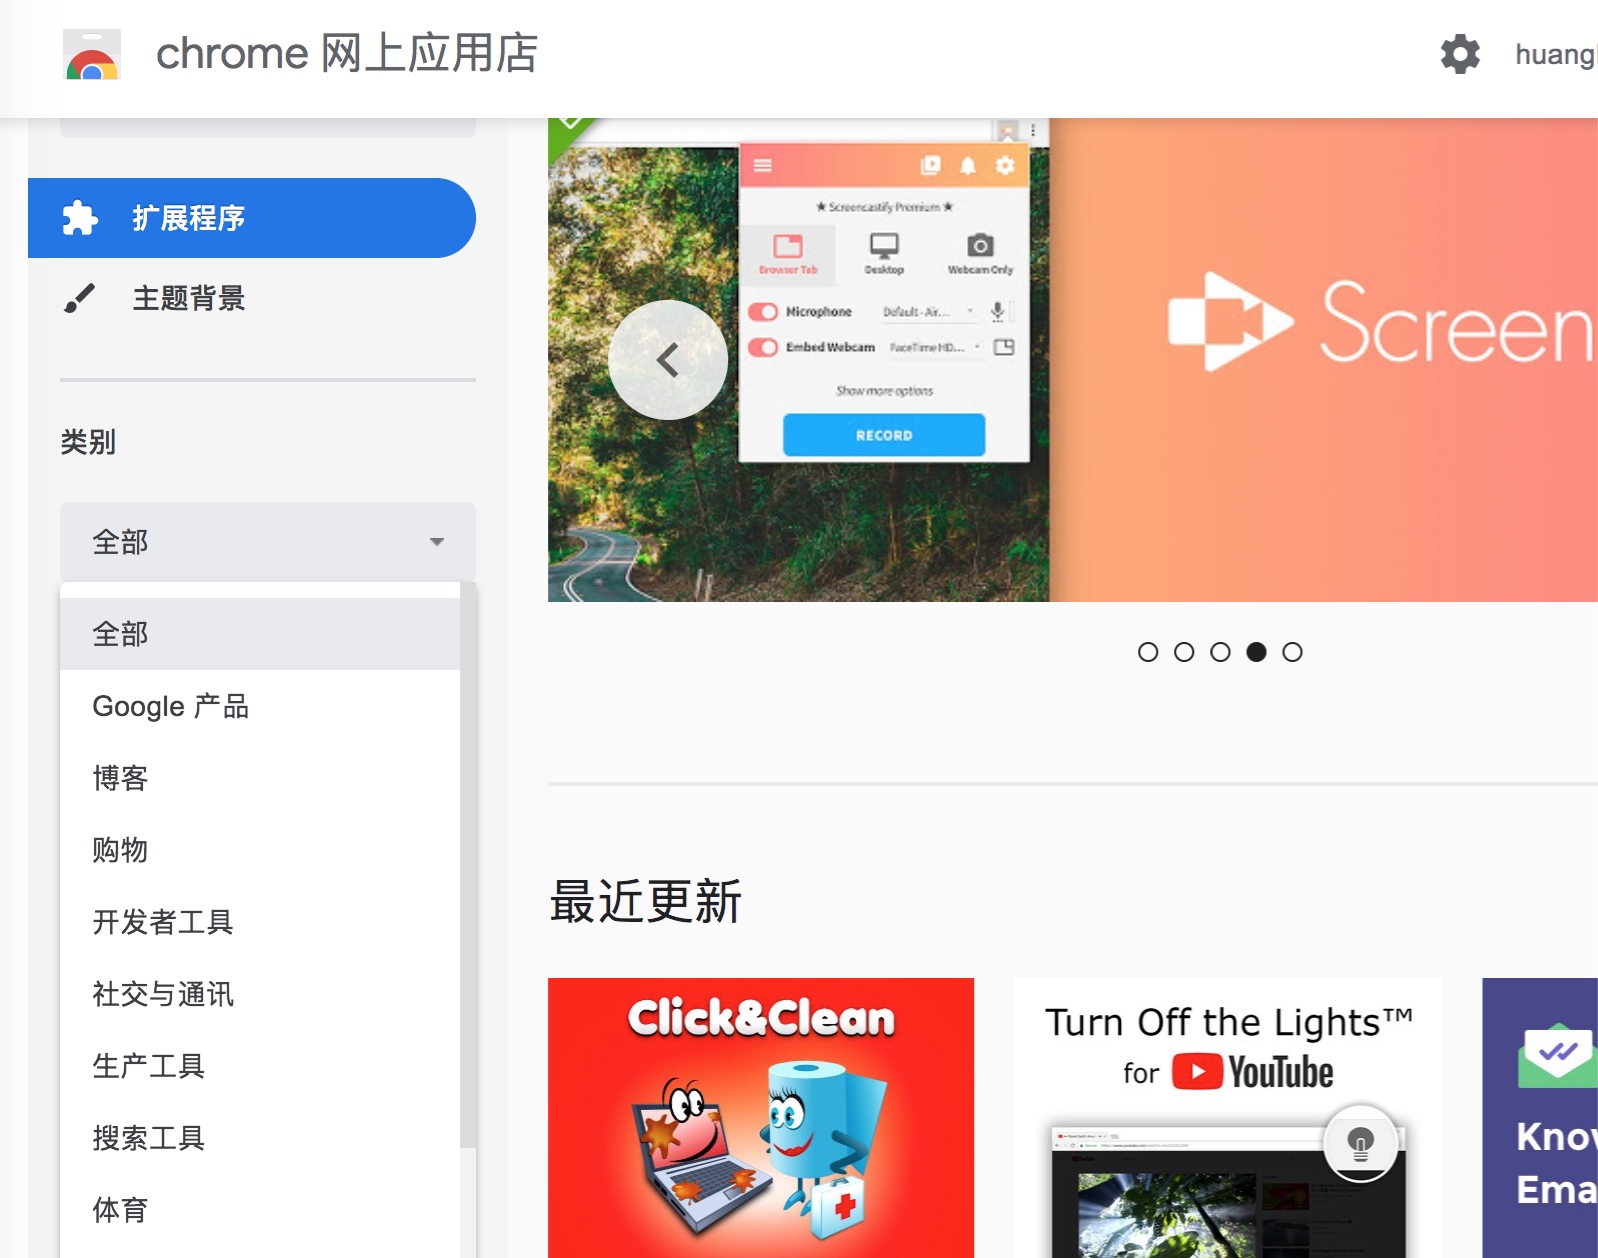 chrome 网上应用店
huang
扩展程序
主题背景
类别
全部
全部
Google 产品
博客
购物
开发者工具
社交与通讯
生产工具
搜索工具
体育
★ Screencastify Premium ★
Browser Tab
Desktop
Webcam Only
Microphone
Default - Air...
Embed Webcam
FaceTime HD...
Show more options
RECORD
Screen
最近更新
Click&Clean
Turn Off the Lights™
for YouTube
Know
Ema